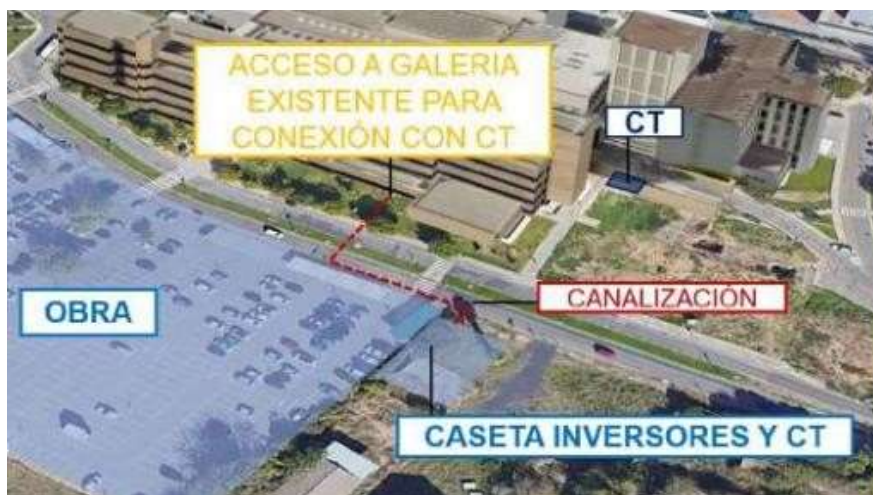 ACCESO A GALERIA
EXISTENTE PARA
CONEXIÓN CON CT
CT
OBRA
CANALIZACIÓN
CASETA INVERSORES Y CT